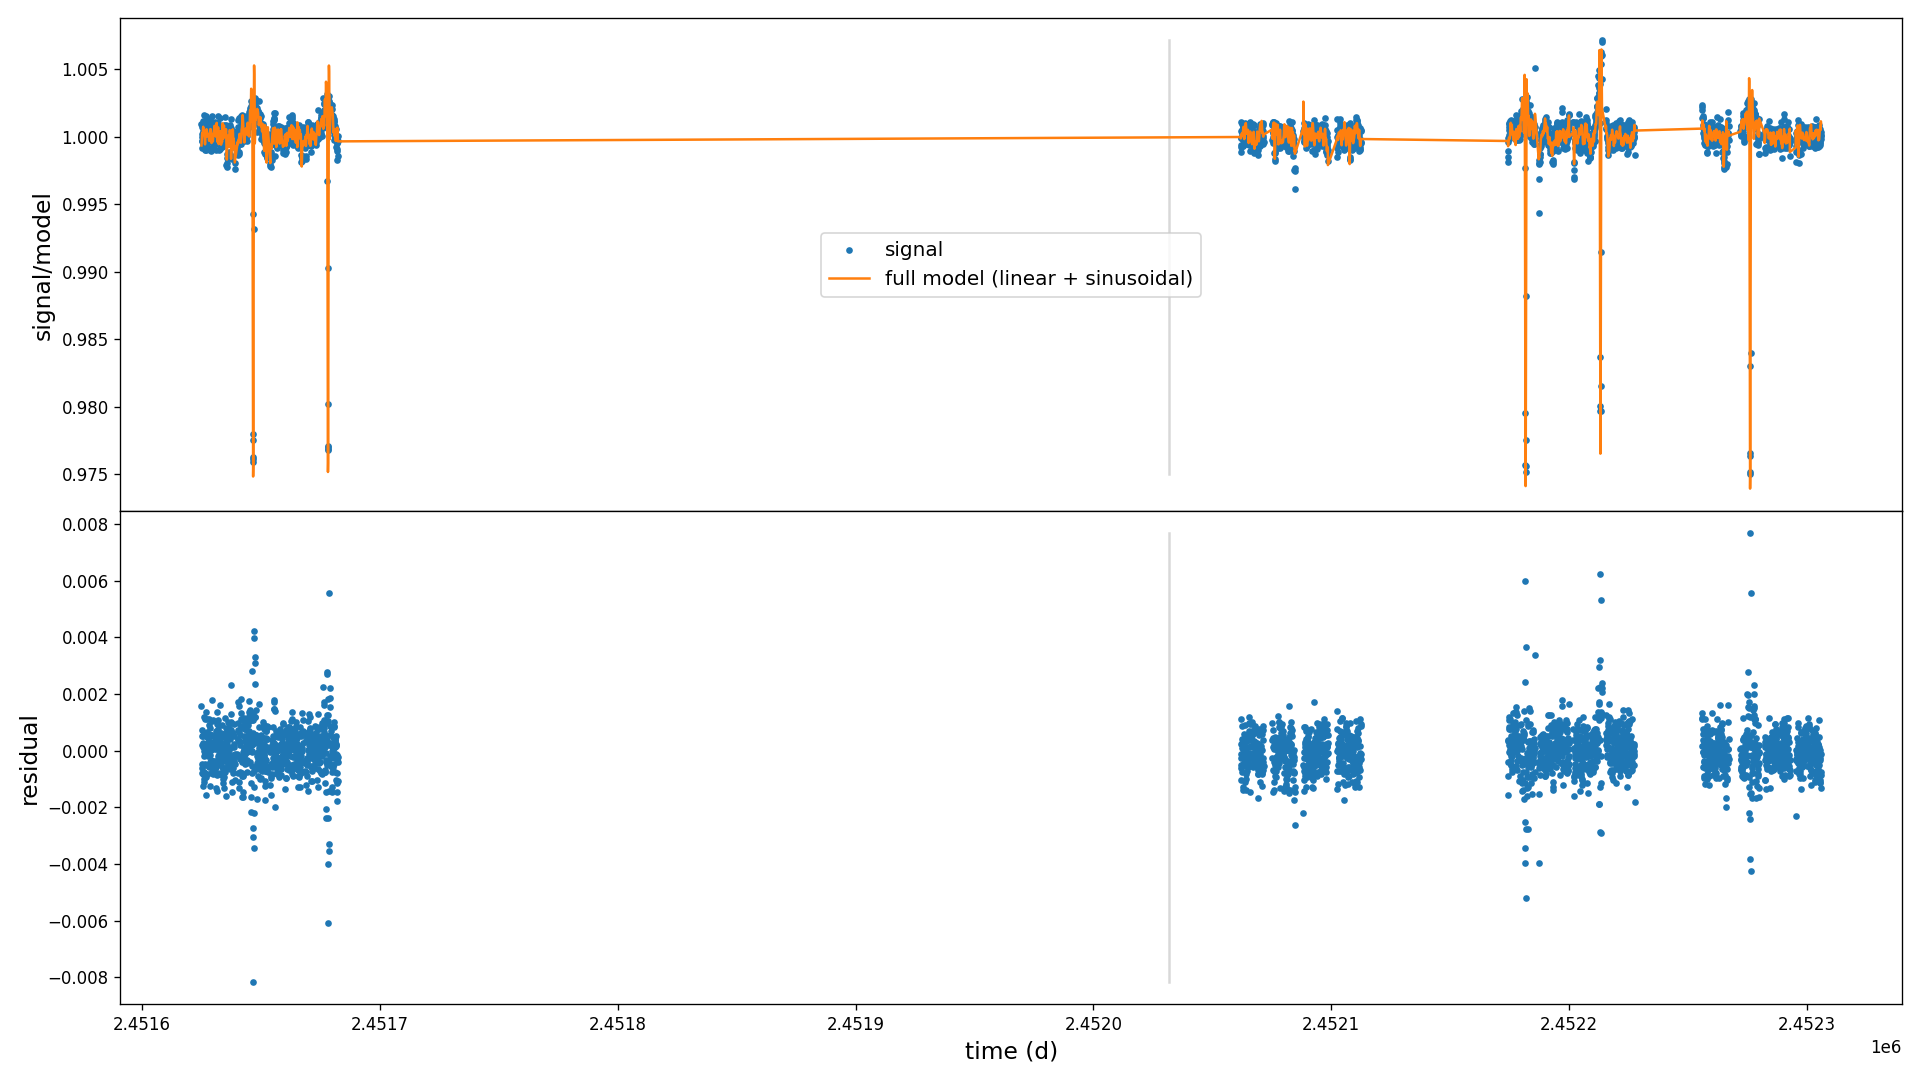 1.005
1.000
0.995
0.990
0.985
0.980
0.975
signal/model
signal
full model (linear + sinusoidal)
0.008
0.006
0.004
0.002
0.000
−0.002
−0.004
−0.006
−0.008
residual
2.4516 2.4517 2.4518 2.4519 2.4520 2.4521 2.4522 2.4523
1e6
time (d)